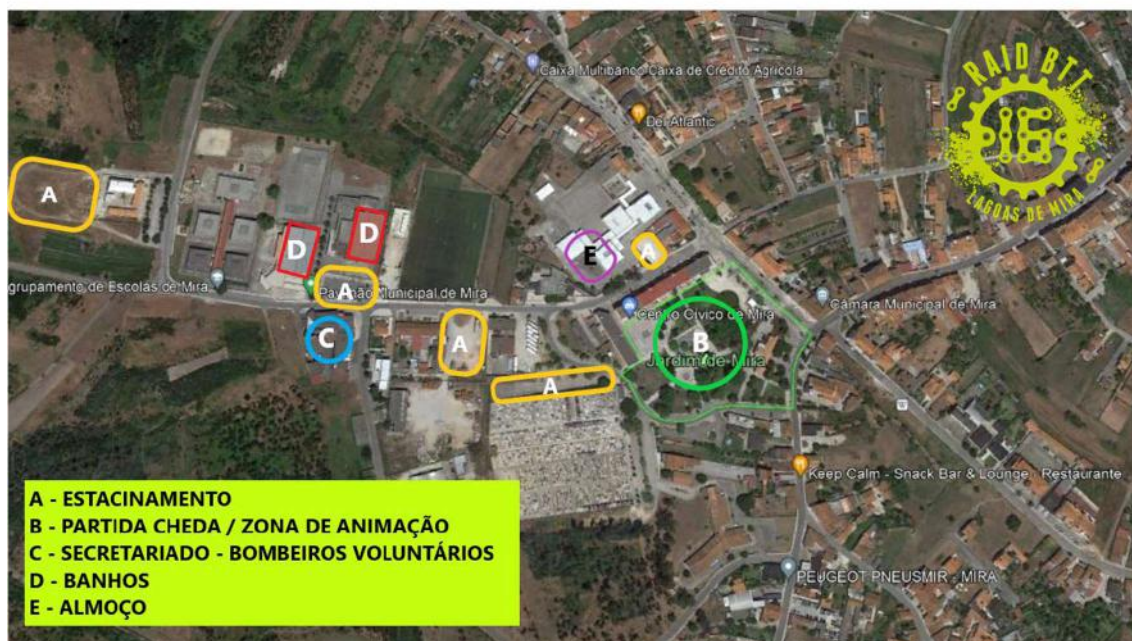 RAID BTT
16
LAGOAS DE MIRA
Caixa Multibanco Caixa de Crédito Agrícola
Del Atlantic
A
D
D
A
E
A
grupamento de Escolas de Mira
Pavilhão Municipal de Mira
Centro Cívico de Mira
Câmara Municipal de Mira
C
A
B
Jardim de Mira
A
Keep Calm - Snack Bar & Lounge - Restaurante
PEUGEOT PNEUSMIR - MIRA
A - ESTACINAMENTO
B - PARTIDA CHEDA / ZONA DE ANIMAÇÃO
C - SECRETARIADO - BOMBEIROS VOLUNTÁRIOS
D - BANHOS
E - ALMOÇO